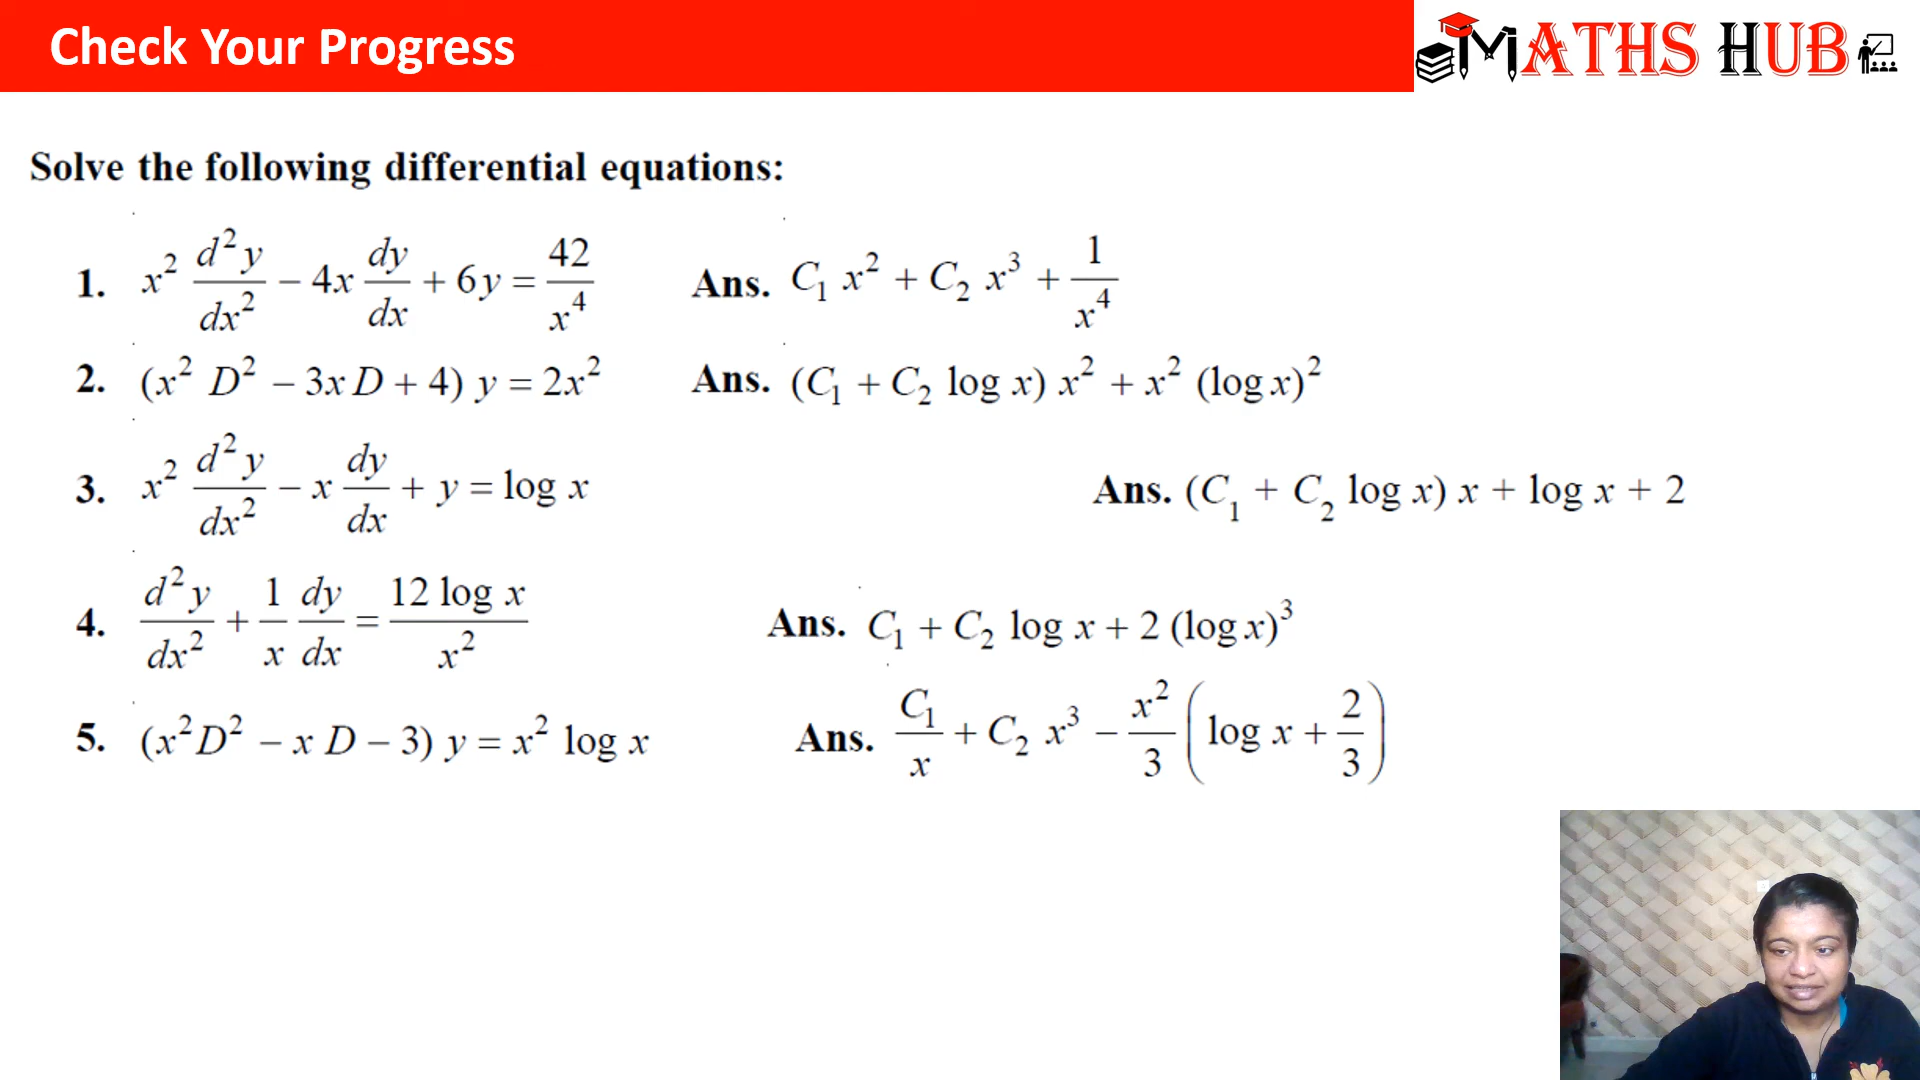 Check Your Progress
MATHS HUB
Solve the following differential equations:
1. x² d²y/dx² − 4x dy/dx + 6y = 42/x⁴ Ans. C₁ x² + C₂ x³ + 1/x⁴
2. (x² D² − 3x D + 4) y = 2x² Ans. (C₁ + C₂ log x) x² + x² (log x)²
3. x² d²y/dx² − x dy/dx + y = log x Ans. (C₁ + C₂ log x) x + log x + 2
4. d²y/dx² + 1/x dy/dx = 12 log x/x² Ans. C₁ + C₂ log x + 2 (log x)³
5. (x²D² − x D − 3) y = x² log x Ans. C₁/x + C₂ x³ − x²/3 (log x + 2/3)